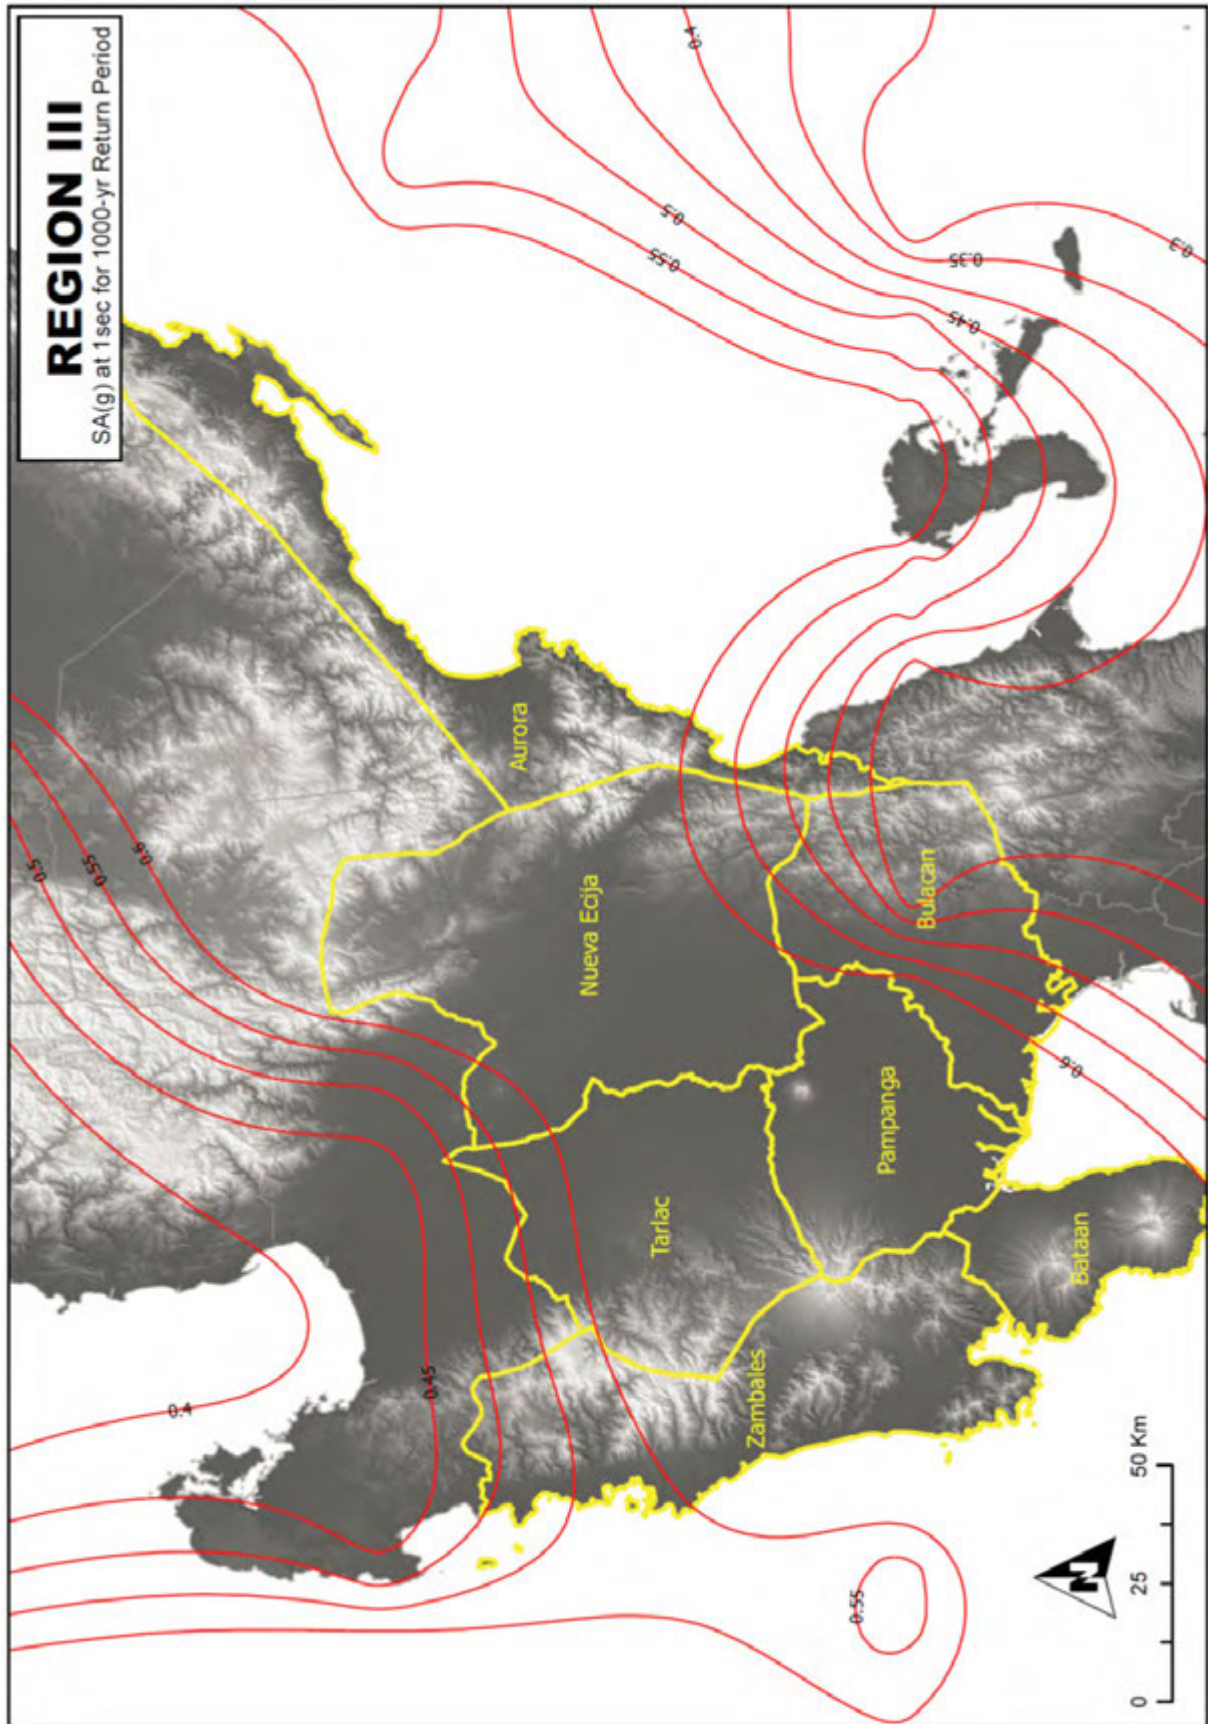 REGION III
SA(g) at 1sec for 1000-yr Return Period
0.4
0.5
0.55
0.35
0.45
0.3
0.5
0.55
0.6
Aurora
Nueva Ecija
Bulacan
Tarlac
Pampanga
0.6
Zambales
Bataan
0.4
0.45
0.55
N
0 25 50 Km